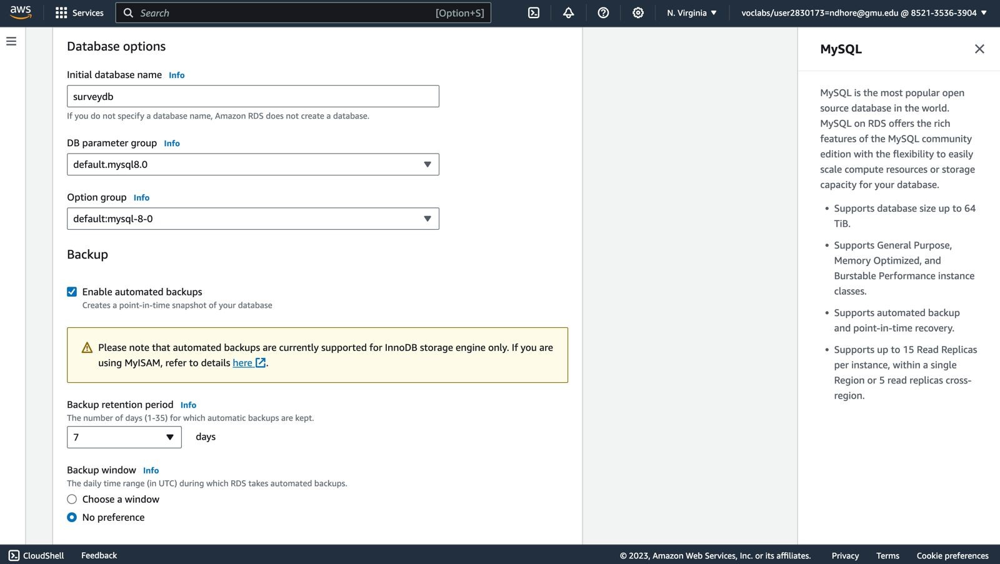 aws
Services
Search
[Option+S]
N. Virginia
voclabs/user2830173=ndhore@gmu.edu @ 8521-3536-3904
Database options
Initial database name Info
surveydb
If you do not specify a database name, Amazon RDS does not create a database.
DB parameter group Info
default.mysql8.0
Option group Info
default:mysql-8-0
Backup
Enable automated backups
Creates a point-in-time snapshot of your database
Please note that automated backups are currently supported for InnoDB storage engine only. If you are
using MyISAM, refer to details here.
Backup retention period Info
The number of days (1-35) for which automatic backups are kept.
7 days
Backup window Info
The daily time range (in UTC) during which RDS takes automated backups.
Choose a window
No preference
MySQL
MySQL is the most popular open
source database in the world.
MySQL on RDS offers the rich
features of the MySQL community
edition with the flexibility to easily
scale compute resources or storage
capacity for your database.
• Supports database size up to 64
TiB.
• Supports General Purpose,
Memory Optimized, and
Burstable Performance instance
classes.
• Supports automated backup
and point-in-time recovery.
• Supports up to 15 Read Replicas
per instance, within a single
Region or 5 read replicas cross-
region.
CloudShell
Feedback
© 2023, Amazon Web Services, Inc. or its affiliates.
Privacy
Terms
Cookie preferences